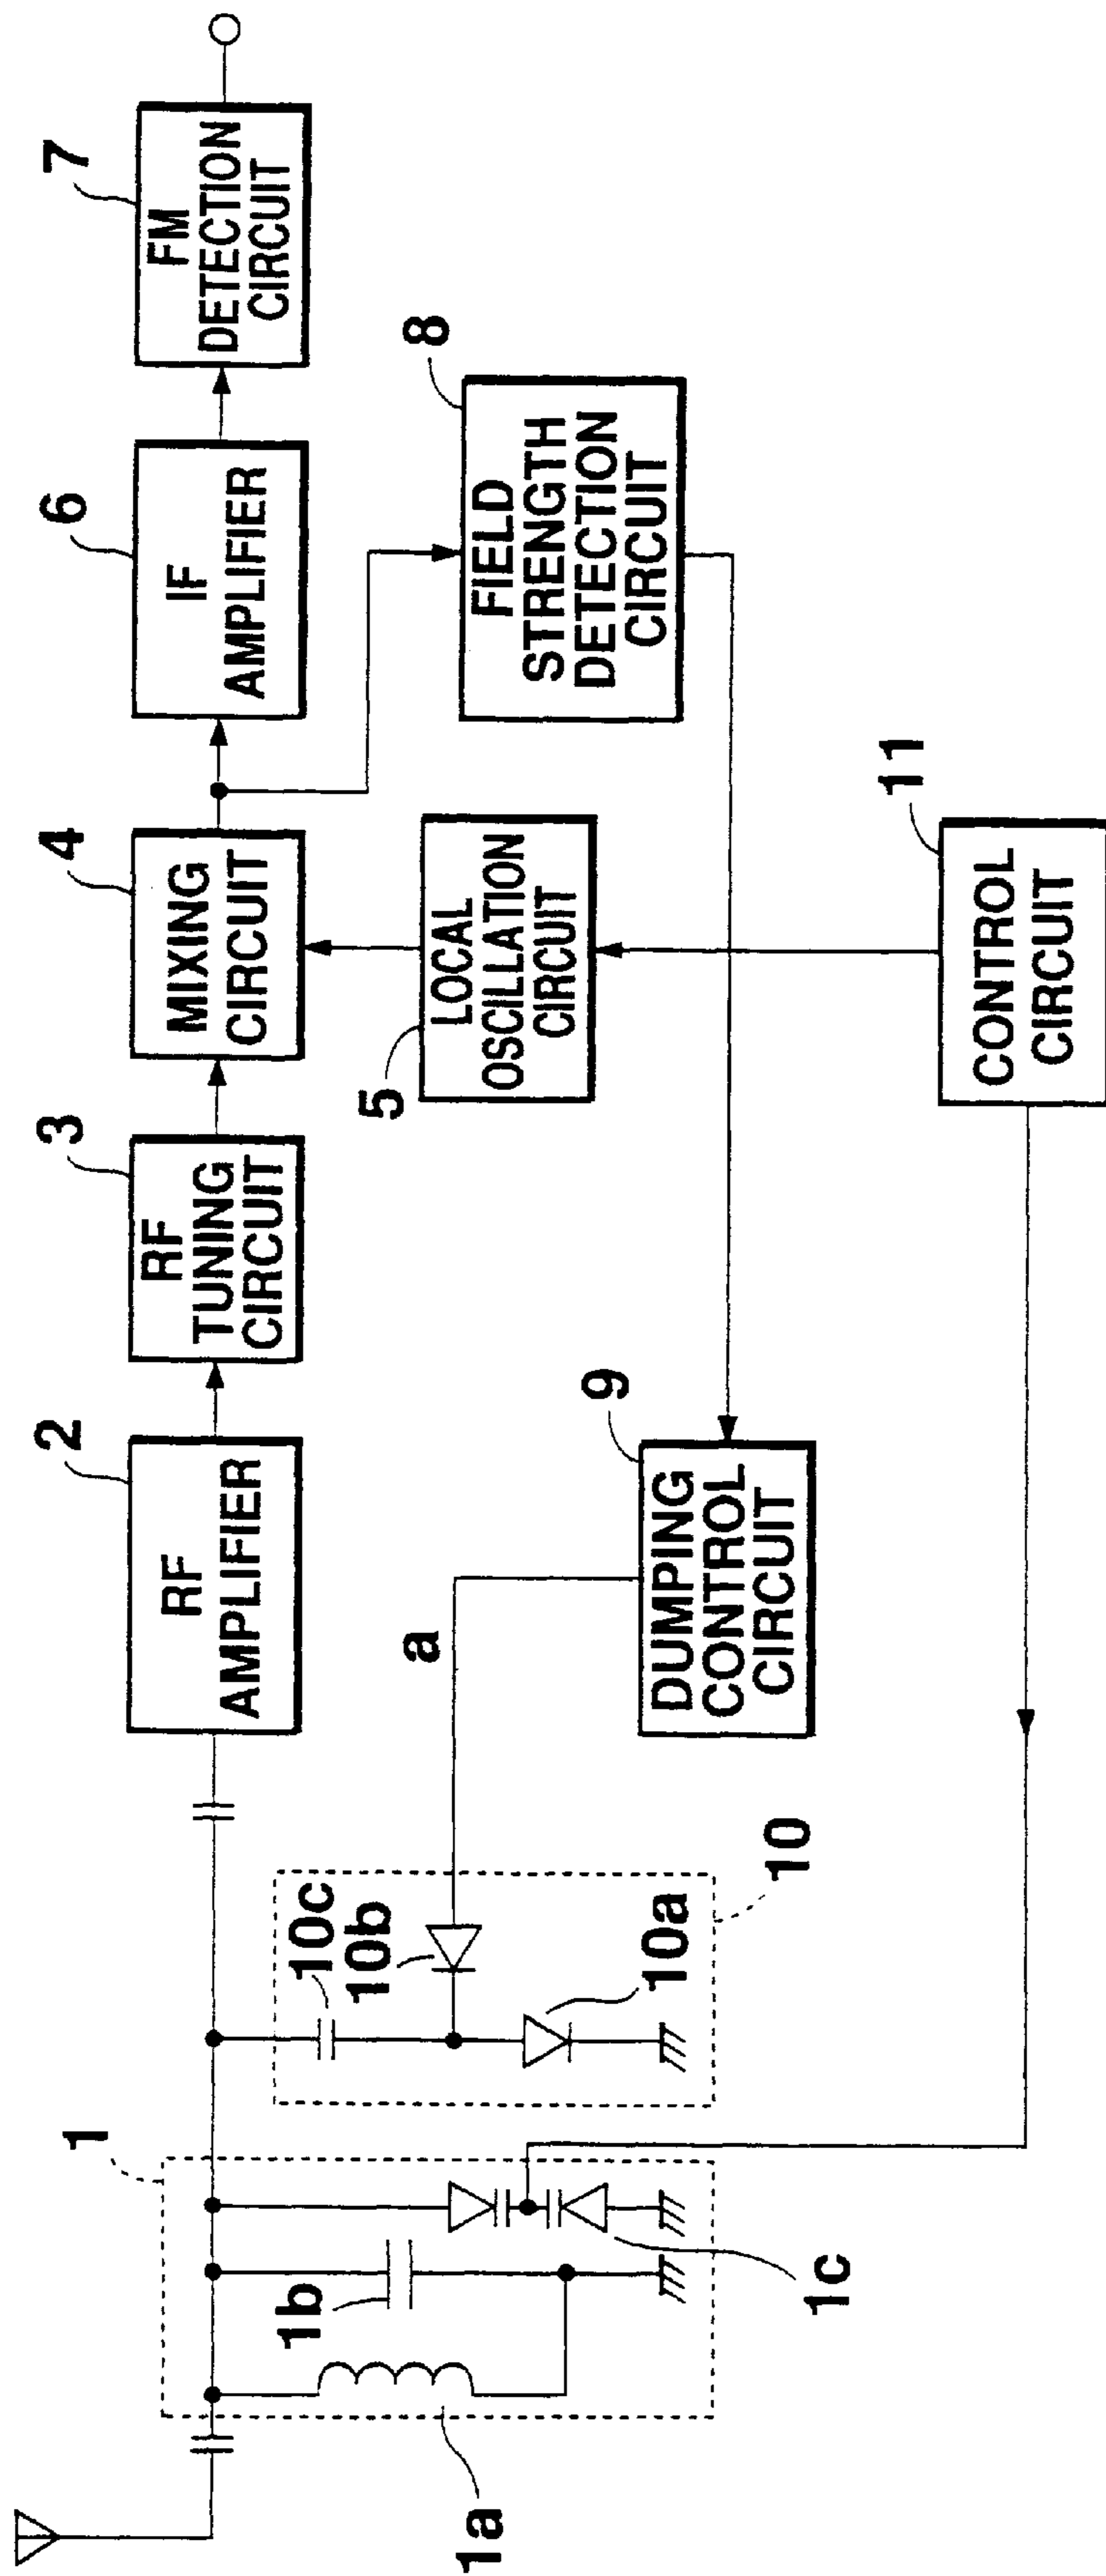 1
1a
1b
1c
10
10a
10b
10c
a
2
RF
AMPLIFIER
3
RF
TUNING
CIRCUIT
4
MIXING
CIRCUIT
5
LOCAL
OSCILLATION
CIRCUIT
6
IF
AMPLIFIER
7
FM
DETECTION
CIRCUIT
8
FIELD
STRENGTH
DETECTION
CIRCUIT
9
DUMPING
CONTROL
CIRCUIT
11
CONTROL
CIRCUIT